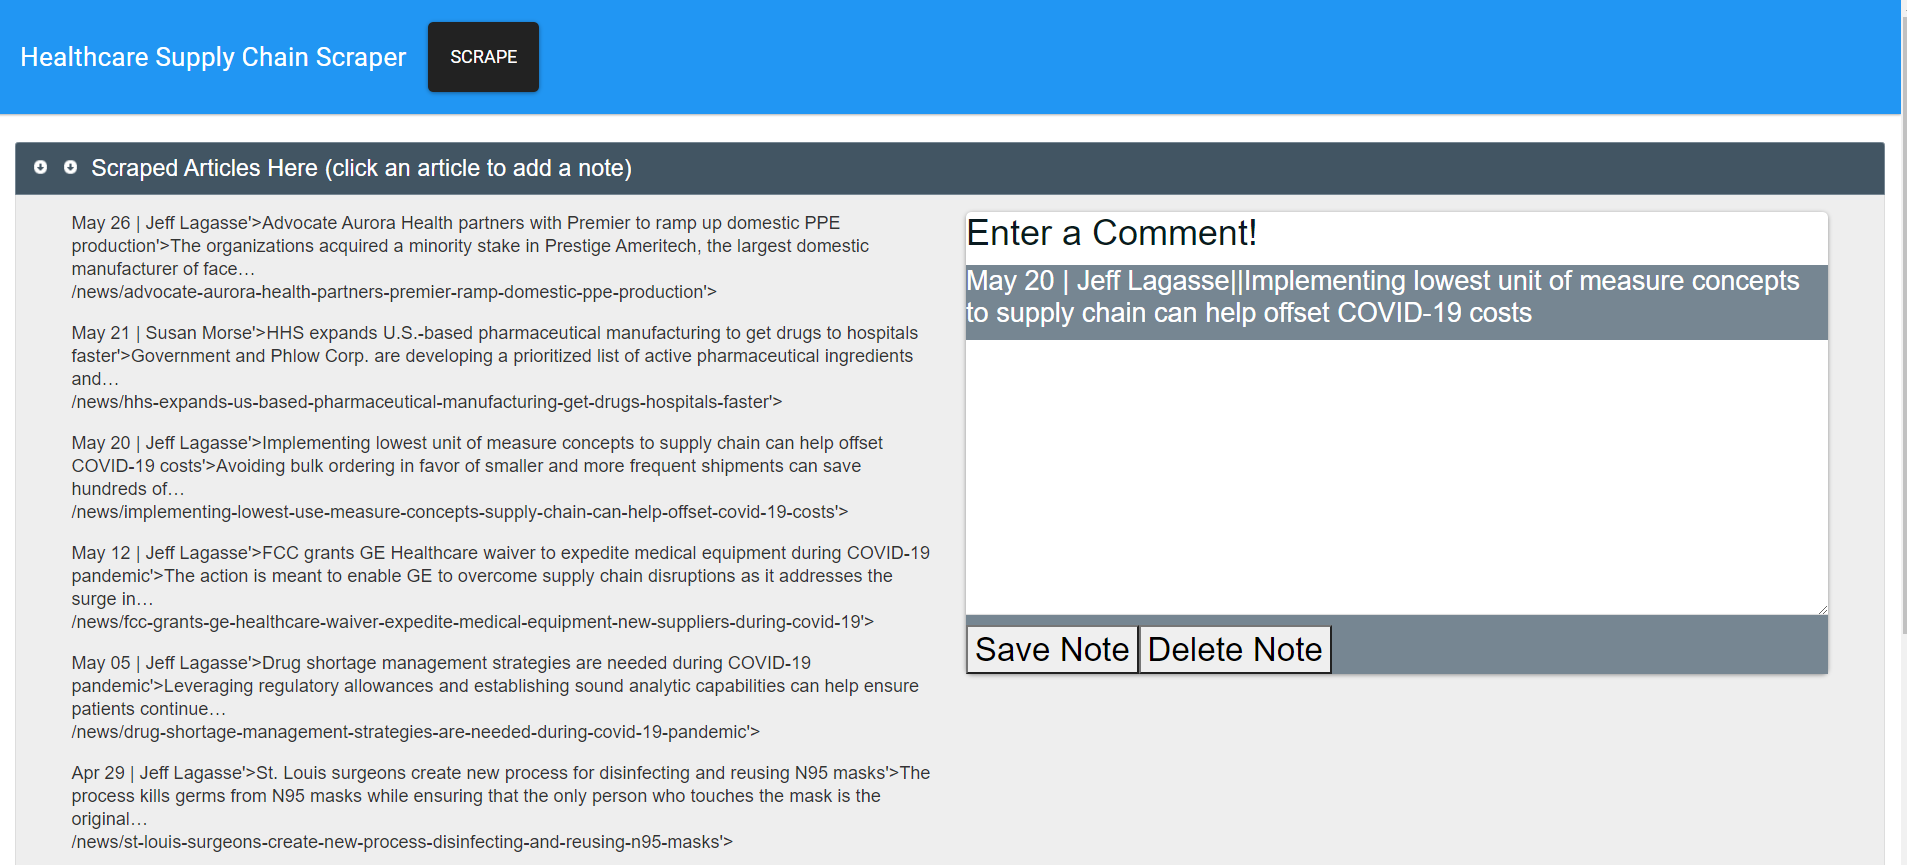 Healthcare Supply Chain Scraper
SCRAPE
Scraped Articles Here (click an article to add a note)
May 26 | Jeff Lagasse'>Advocate Aurora Health partners with Premier to ramp up domestic PPE
production'>The organizations acquired a minority stake in Prestige Ameritech, the largest domestic
manufacturer of face…
/news/advocate-aurora-health-partners-premier-ramp-domestic-ppe-production'>
May 21 | Susan Morse'>HHS expands U.S.-based pharmaceutical manufacturing to get drugs to hospitals
faster'>Government and Phlow Corp. are developing a prioritized list of active pharmaceutical ingredients
and…
/news/hhs-expands-us-based-pharmaceutical-manufacturing-get-drugs-hospitals-faster'>
May 20 | Jeff Lagasse'>Implementing lowest unit of measure concepts to supply chain can help offset
COVID-19 costs'>Avoiding bulk ordering in favor of smaller and more frequent shipments can save
hundreds of…
/news/implementing-lowest-use-measure-concepts-supply-chain-can-help-offset-covid-19-costs'>
May 12 | Jeff Lagasse'>FCC grants GE Healthcare waiver to expedite medical equipment during COVID-19
pandemic'>The action is meant to enable GE to overcome supply chain disruptions as it addresses the
surge in…
/news/fcc-grants-ge-healthcare-waiver-expedite-medical-equipment-new-suppliers-during-covid-19'>
May 05 | Jeff Lagasse'>Drug shortage management strategies are needed during COVID-19
pandemic'>Leveraging regulatory allowances and establishing sound analytic capabilities can help ensure
patients continue…
/news/drug-shortage-management-strategies-are-needed-during-covid-19-pandemic'>
Apr 29 | Jeff Lagasse'>St. Louis surgeons create new process for disinfecting and reusing N95 masks'>The
process kills germs from N95 masks while ensuring that the only person who touches the mask is the
original…
/news/st-louis-surgeons-create-new-process-disinfecting-and-reusing-n95-masks'>
Enter a Comment!
May 20 | Jeff Lagasse||Implementing lowest unit of measure concepts
to supply chain can help offset COVID-19 costs
Save Note
Delete Note